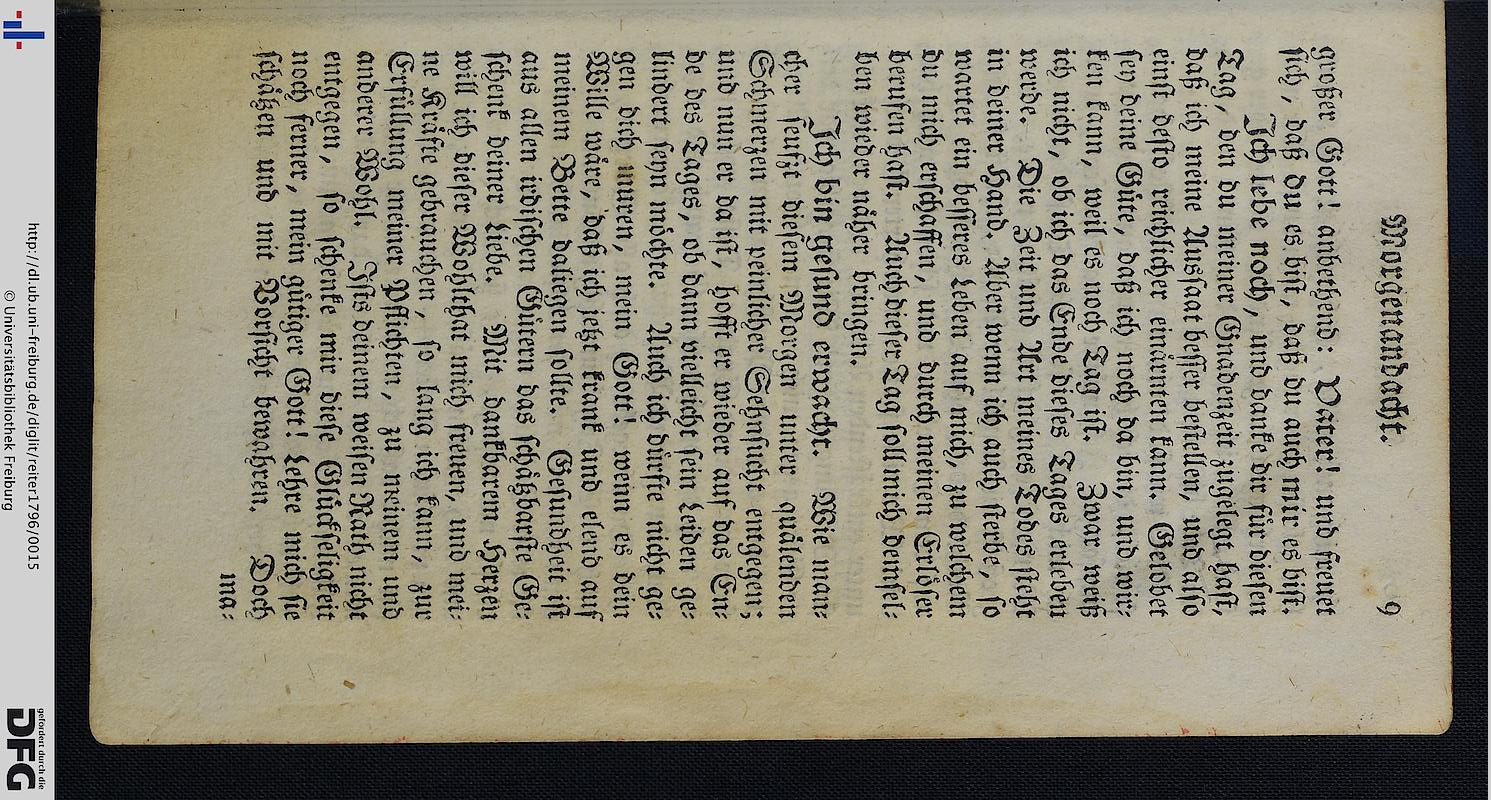 Morgenandacht. 9
großer Gott! anbethend: Vater! und freuet
sich, daß du es bist, daß du auch mir es bist.
Ich lebe noch, und danke dir für diesen
Tag, den du meiner Gnadenzeit zugelegt hast,
daß ich meine Aussaat besser bestellen, und also
einst desto reichlicher einärnten kann. Gelobet
sey deine Güte, daß ich noch da bin, und wir-
ken kann, weil es noch Tag ist. Zwar weiß
ich nicht, ob ich das Ende dieses Tages erleben
werde. Die Zeit und Art meines Todes steht
in deiner Hand. Aber wenn ich auch sterbe, so
wartet ein besseres Leben auf mich, zu welchem
du mich erschaffen, und durch meinen Erlöser
berufen hast. Auch dieser Tag soll mich demsel-
ben wieder näher bringen.
Ich bin gesund erwacht. Wie man-
cher seufzt diesen Morgen unter quälenden
Schmerzen mit peinlicher Sehnsucht entgegen;
und nun er da ist, hofft er wieder auf das En-
de des Tages, ob dann vielleicht sein Leiden ge-
lindert seyn möchte. Auch ich dürfte nicht ge-
gen dich murren, mein Gott! wenn es dein
Wille wäre, daß ich jetzt krank und elend auf
meinem Bette daliegen sollte. Gesundheit ist
aus allen irdischen Gütern das schätzbarste Ge-
schenk deiner Liebe. Mit dankbarem Herzen
will ich dieser Wohlthat mich freuen, und mei-
ne Kräfte gebrauchen, so lang ich kann, zur
Erfüllung meiner Pflichten, zu meinem und
anderer Wohl. Ists deinem weisen Rath nicht
entgegen, so schenke mir diese Glückseligkeit
noch ferner, mein gütiger Gott! Lehre mich sie
schätzen und mit Vorsicht bewahren. Doch
ma-
http://dl.ub.uni-freiburg.de/diglit/reiter1796/0015
© Universitätsbibliothek Freiburg
gefördert durch die
DFG